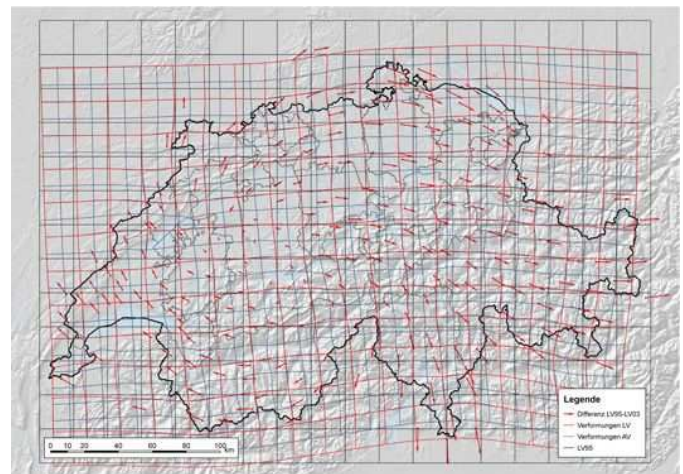 Legende
Differenz LV95-LV03
Verformungen LV
Verformungen AV
LV95
0 10 20 40 60 80 100
km